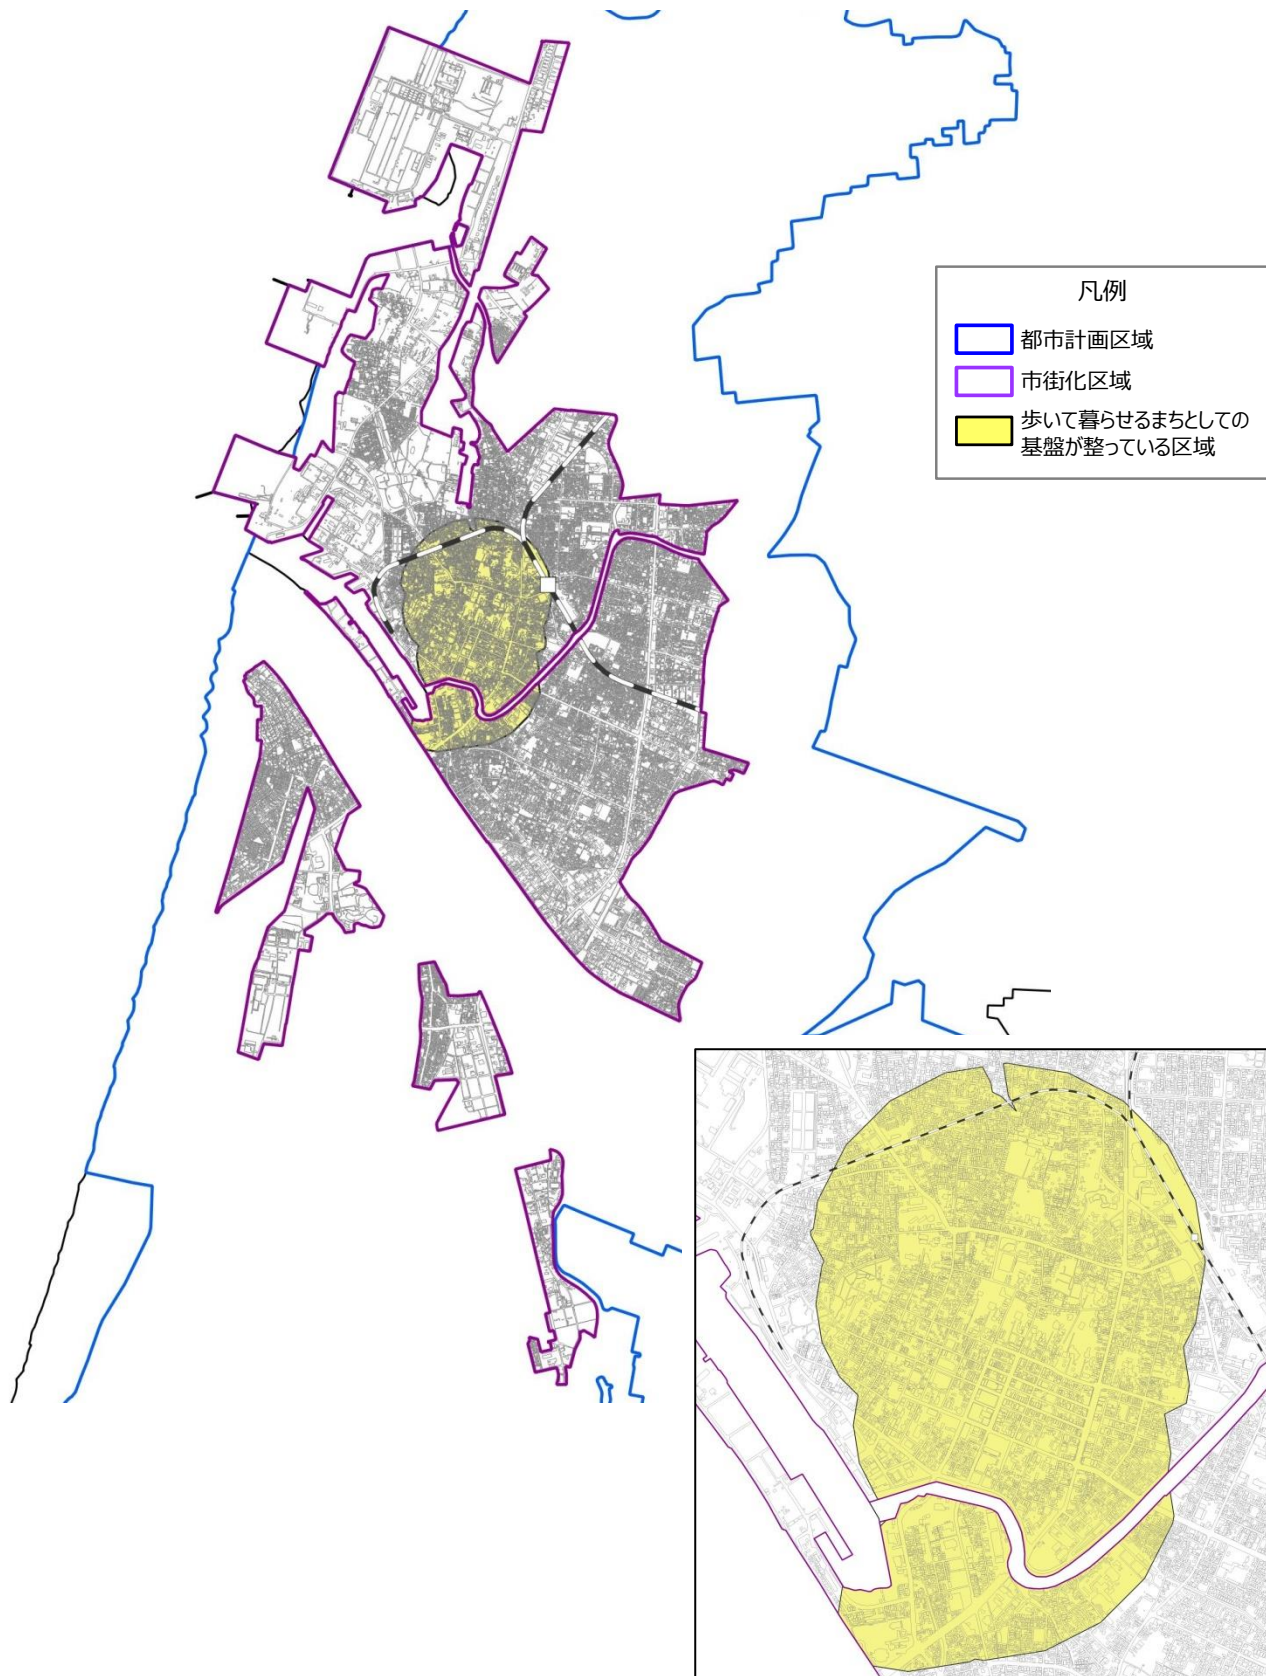 凡例
都市計画区域
市街化区域
歩いて暮らせるまちとしての
基盤が整っている区域